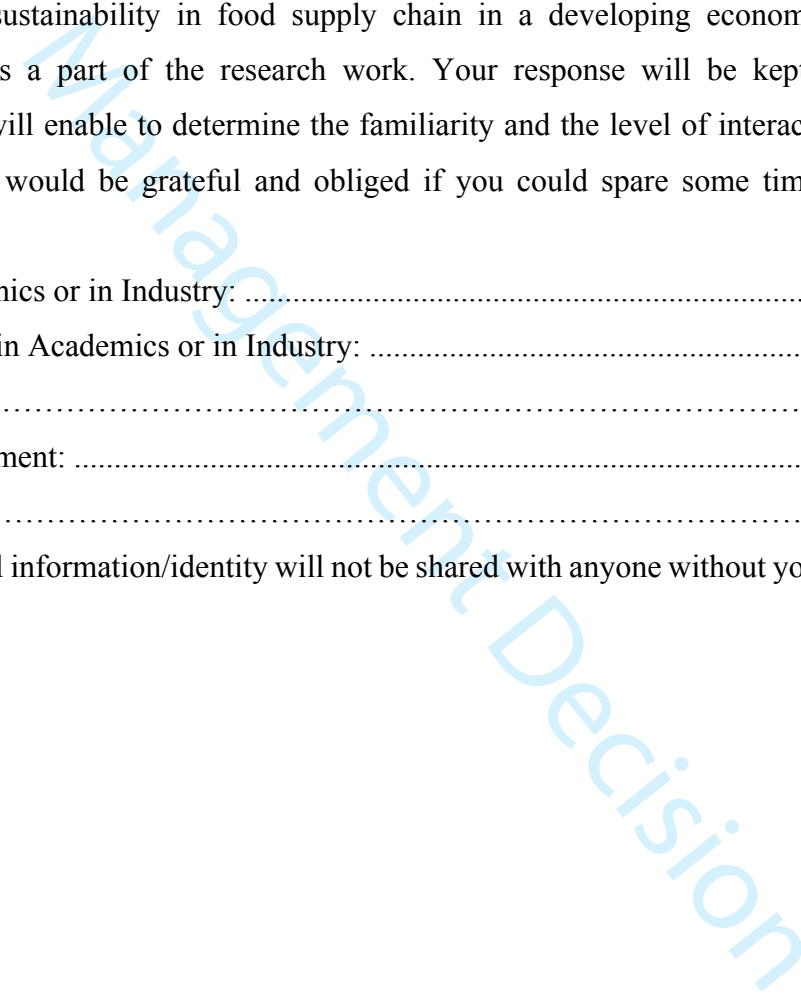 sustainability in food supply chain in a developing econom
s a part of the research work. Your response will be kept
will enable to determine the familiarity and the level of interac
would be grateful and obliged if you could spare some tim
nics or in Industry: ......................................................................
in Academics or in Industry: ......................................................
………………………………………………………………………
ment: ...........................................................................................
………………………………………………………………………
l information/identity will not be shared with anyone without yo
Management Decision